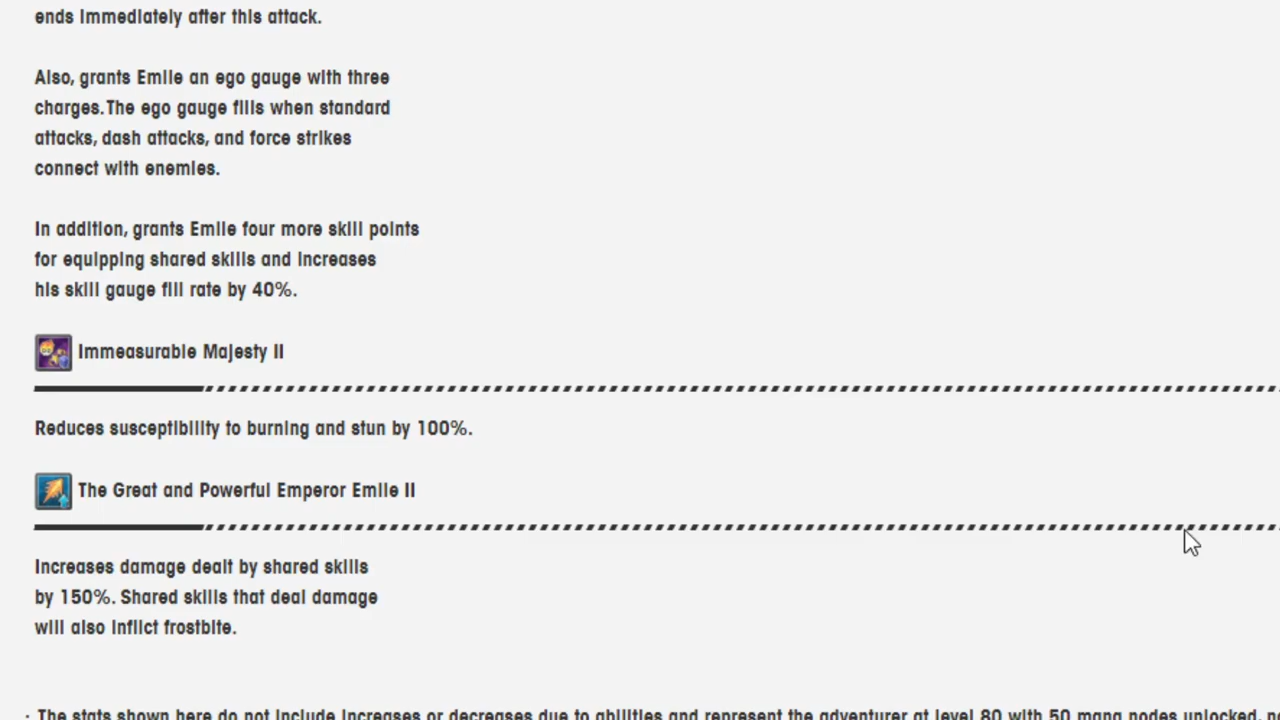 ends immediately after this attack.
Also, grants Emile an ego gauge with three
charges.The ego gauge fills when standard
attacks, dash attacks, and force strikes
connect with enemies.
In addition, grants Emile four more skill points
for equipping shared skills and increases
his skill gauge fill rate by 40%.
Immeasurable Majesty II
Reduces susceptibility to burning and stun by 100%.
The Great and Powerful Emperor Emile II
Increases damage dealt by shared skills
by 150%. Shared skills that deal damage
will also inflict frostbite.
· The stats shown here do not include increases or decreases due to abilities and represent the adventurer at level 80 with 50 mana nodes unlocked,